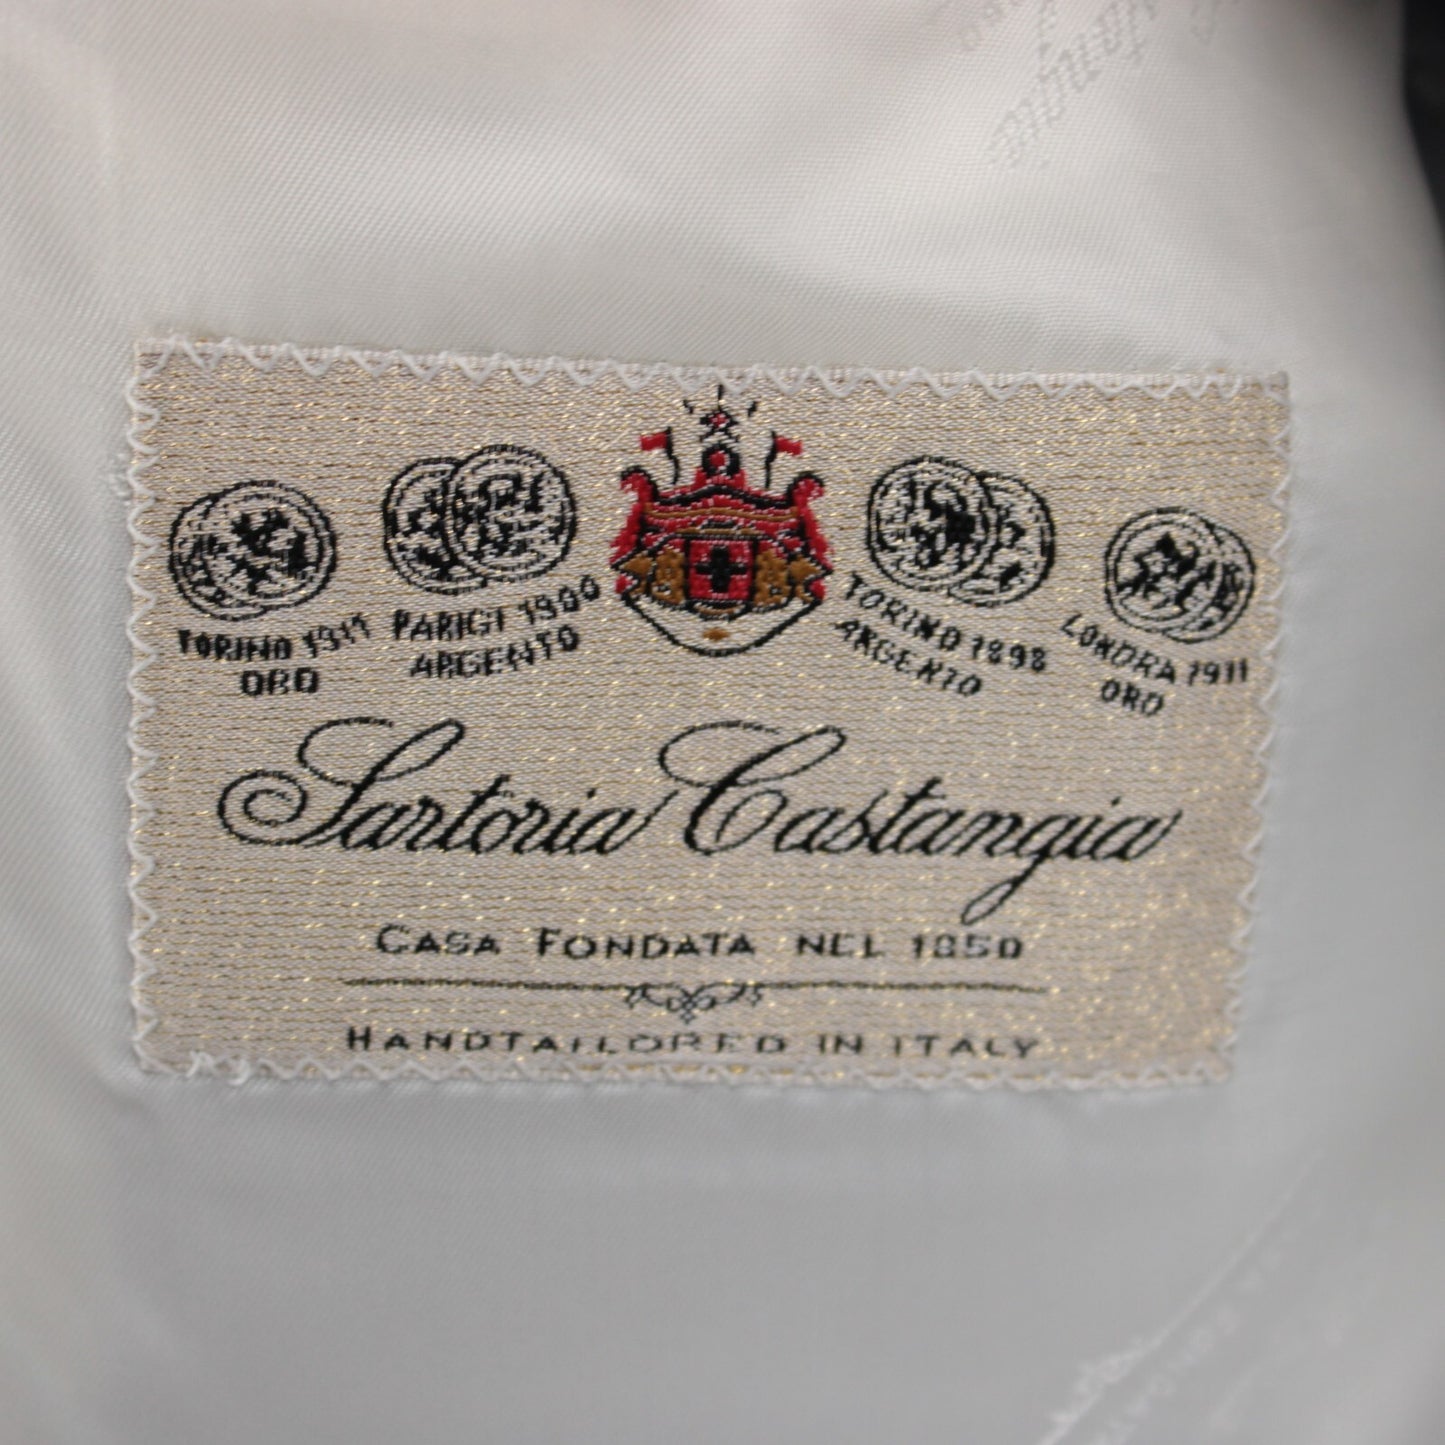 TORINO 1911
ORO
PARIGI 1900
ARGENTO
TORINO 1898
ARGENTO
LONDRA 1911
ORO
Sartoria Castangia
CASA FONDATA NEL 1850
HANDTAILORED IN ITALY